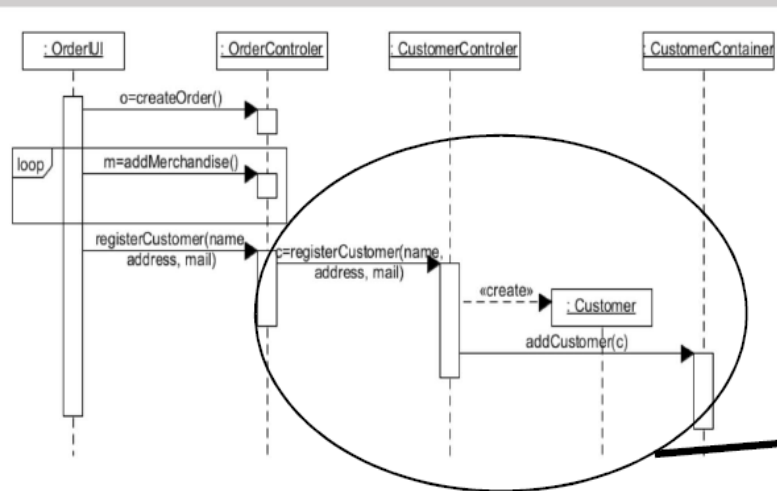 : OrderUI
: OrderControler
: CustomerControler
: CustomerContainer
o=createOrder()
loop
m=addMerchandise()
registerCustomer(name,
address, mail)
c=registerCustomer(name,
address, mail)
«create»
: Customer
addCustomer(c)